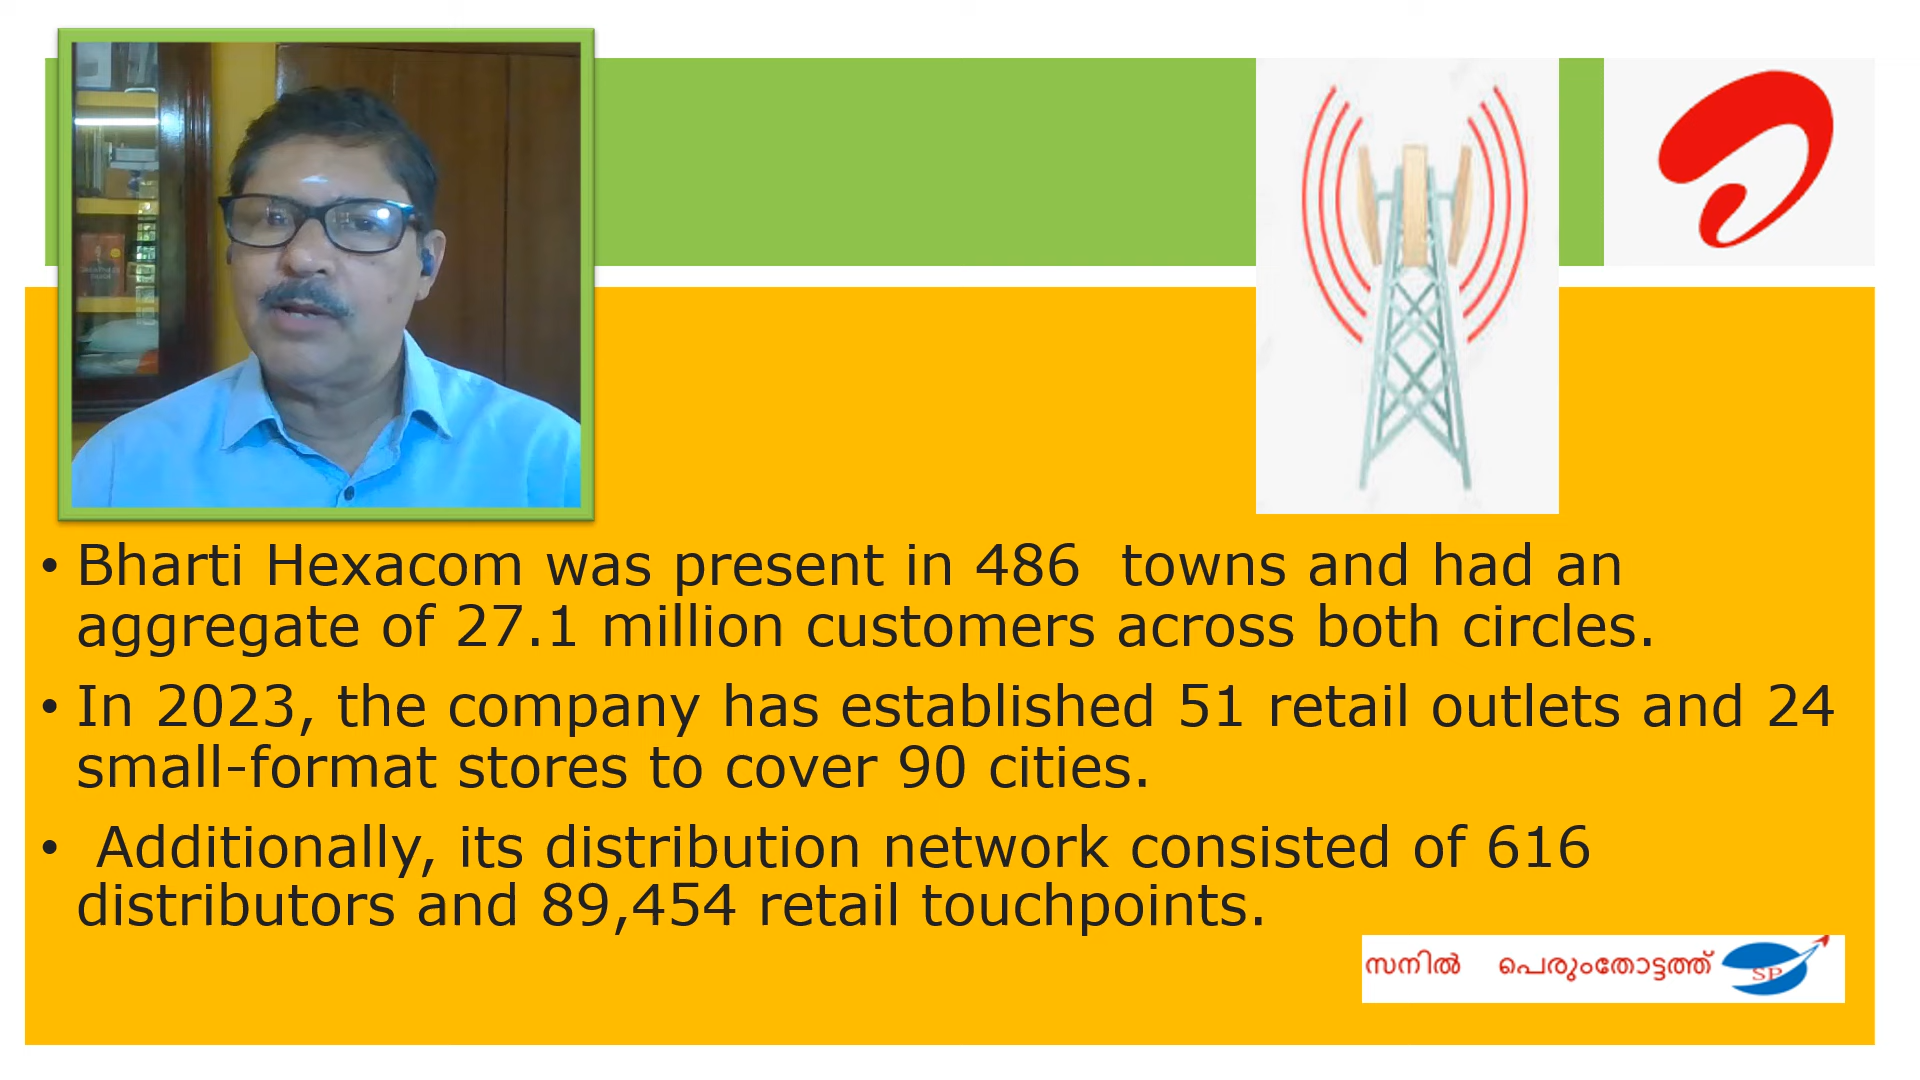 • Bharti Hexacom was present in 486  towns and had an
aggregate of 27.1 million customers across both circles.
• In 2023, the company has established 51 retail outlets and 24
small-format stores to cover 90 cities.
• Additionally, its distribution network consisted of 616
distributors and 89,454 retail touchpoints.
സനിൽ പെരുംതോട്ടത്ത് SP